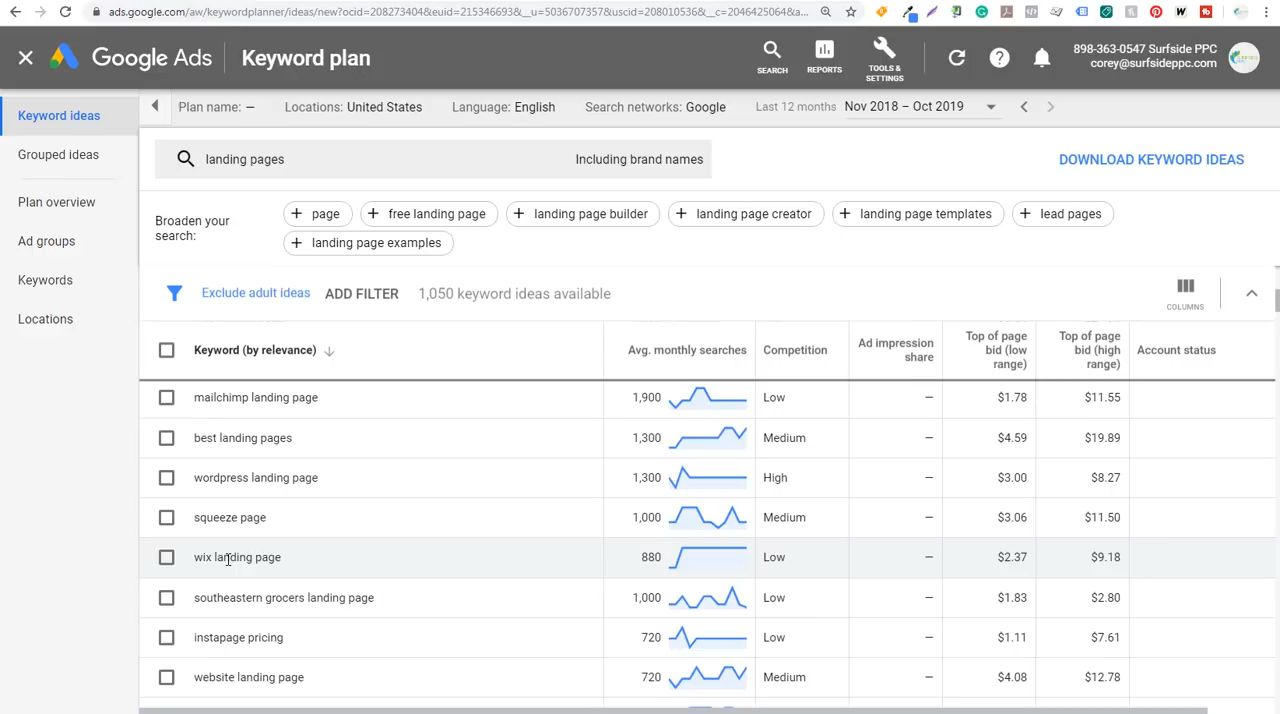 ads.google.com/aw/keywordplanner/ideas/new?ocid=208273404&euid=215346693&__u=5036707357&uscid=208010536&__c=2046425064&a...
Google Ads
Keyword plan
SEARCH
REPORTS
TOOLS &
SETTINGS
898-363-0547 Surfside PPC
corey@surfsideppc.com
Keyword ideas
Grouped ideas
Plan overview
Ad groups
Keywords
Locations
Plan name: –
Locations: United States
Language: English
Search networks: Google
Last 12 months
Nov 2018 – Oct 2019
landing pages
Including brand names
DOWNLOAD KEYWORD IDEAS
Broaden your
search:
+ page
+ free landing page
+ landing page builder
+ landing page creator
+ landing page templates
+ lead pages
+ landing page examples
Exclude adult ideas
ADD FILTER
1,050 keyword ideas available
COLUMNS
Keyword (by relevance)
Avg. monthly searches
Competition
Ad impression
share
Top of page
bid (low
range)
Top of page
bid (high
range)
Account status
mailchimp landing page 1,900 Low – $1.78 $11.55
best landing pages 1,300 Medium – $4.59 $19.89
wordpress landing page 1,300 High – $3.00 $8.27
squeeze page 1,000 Medium – $3.06 $11.50
wix landing page 880 Low – $2.37 $9.18
southeastern grocers landing page 1,000 Low – $1.83 $2.80
instapage pricing 720 Low – $1.11 $7.61
website landing page 720 Medium – $4.08 $12.78